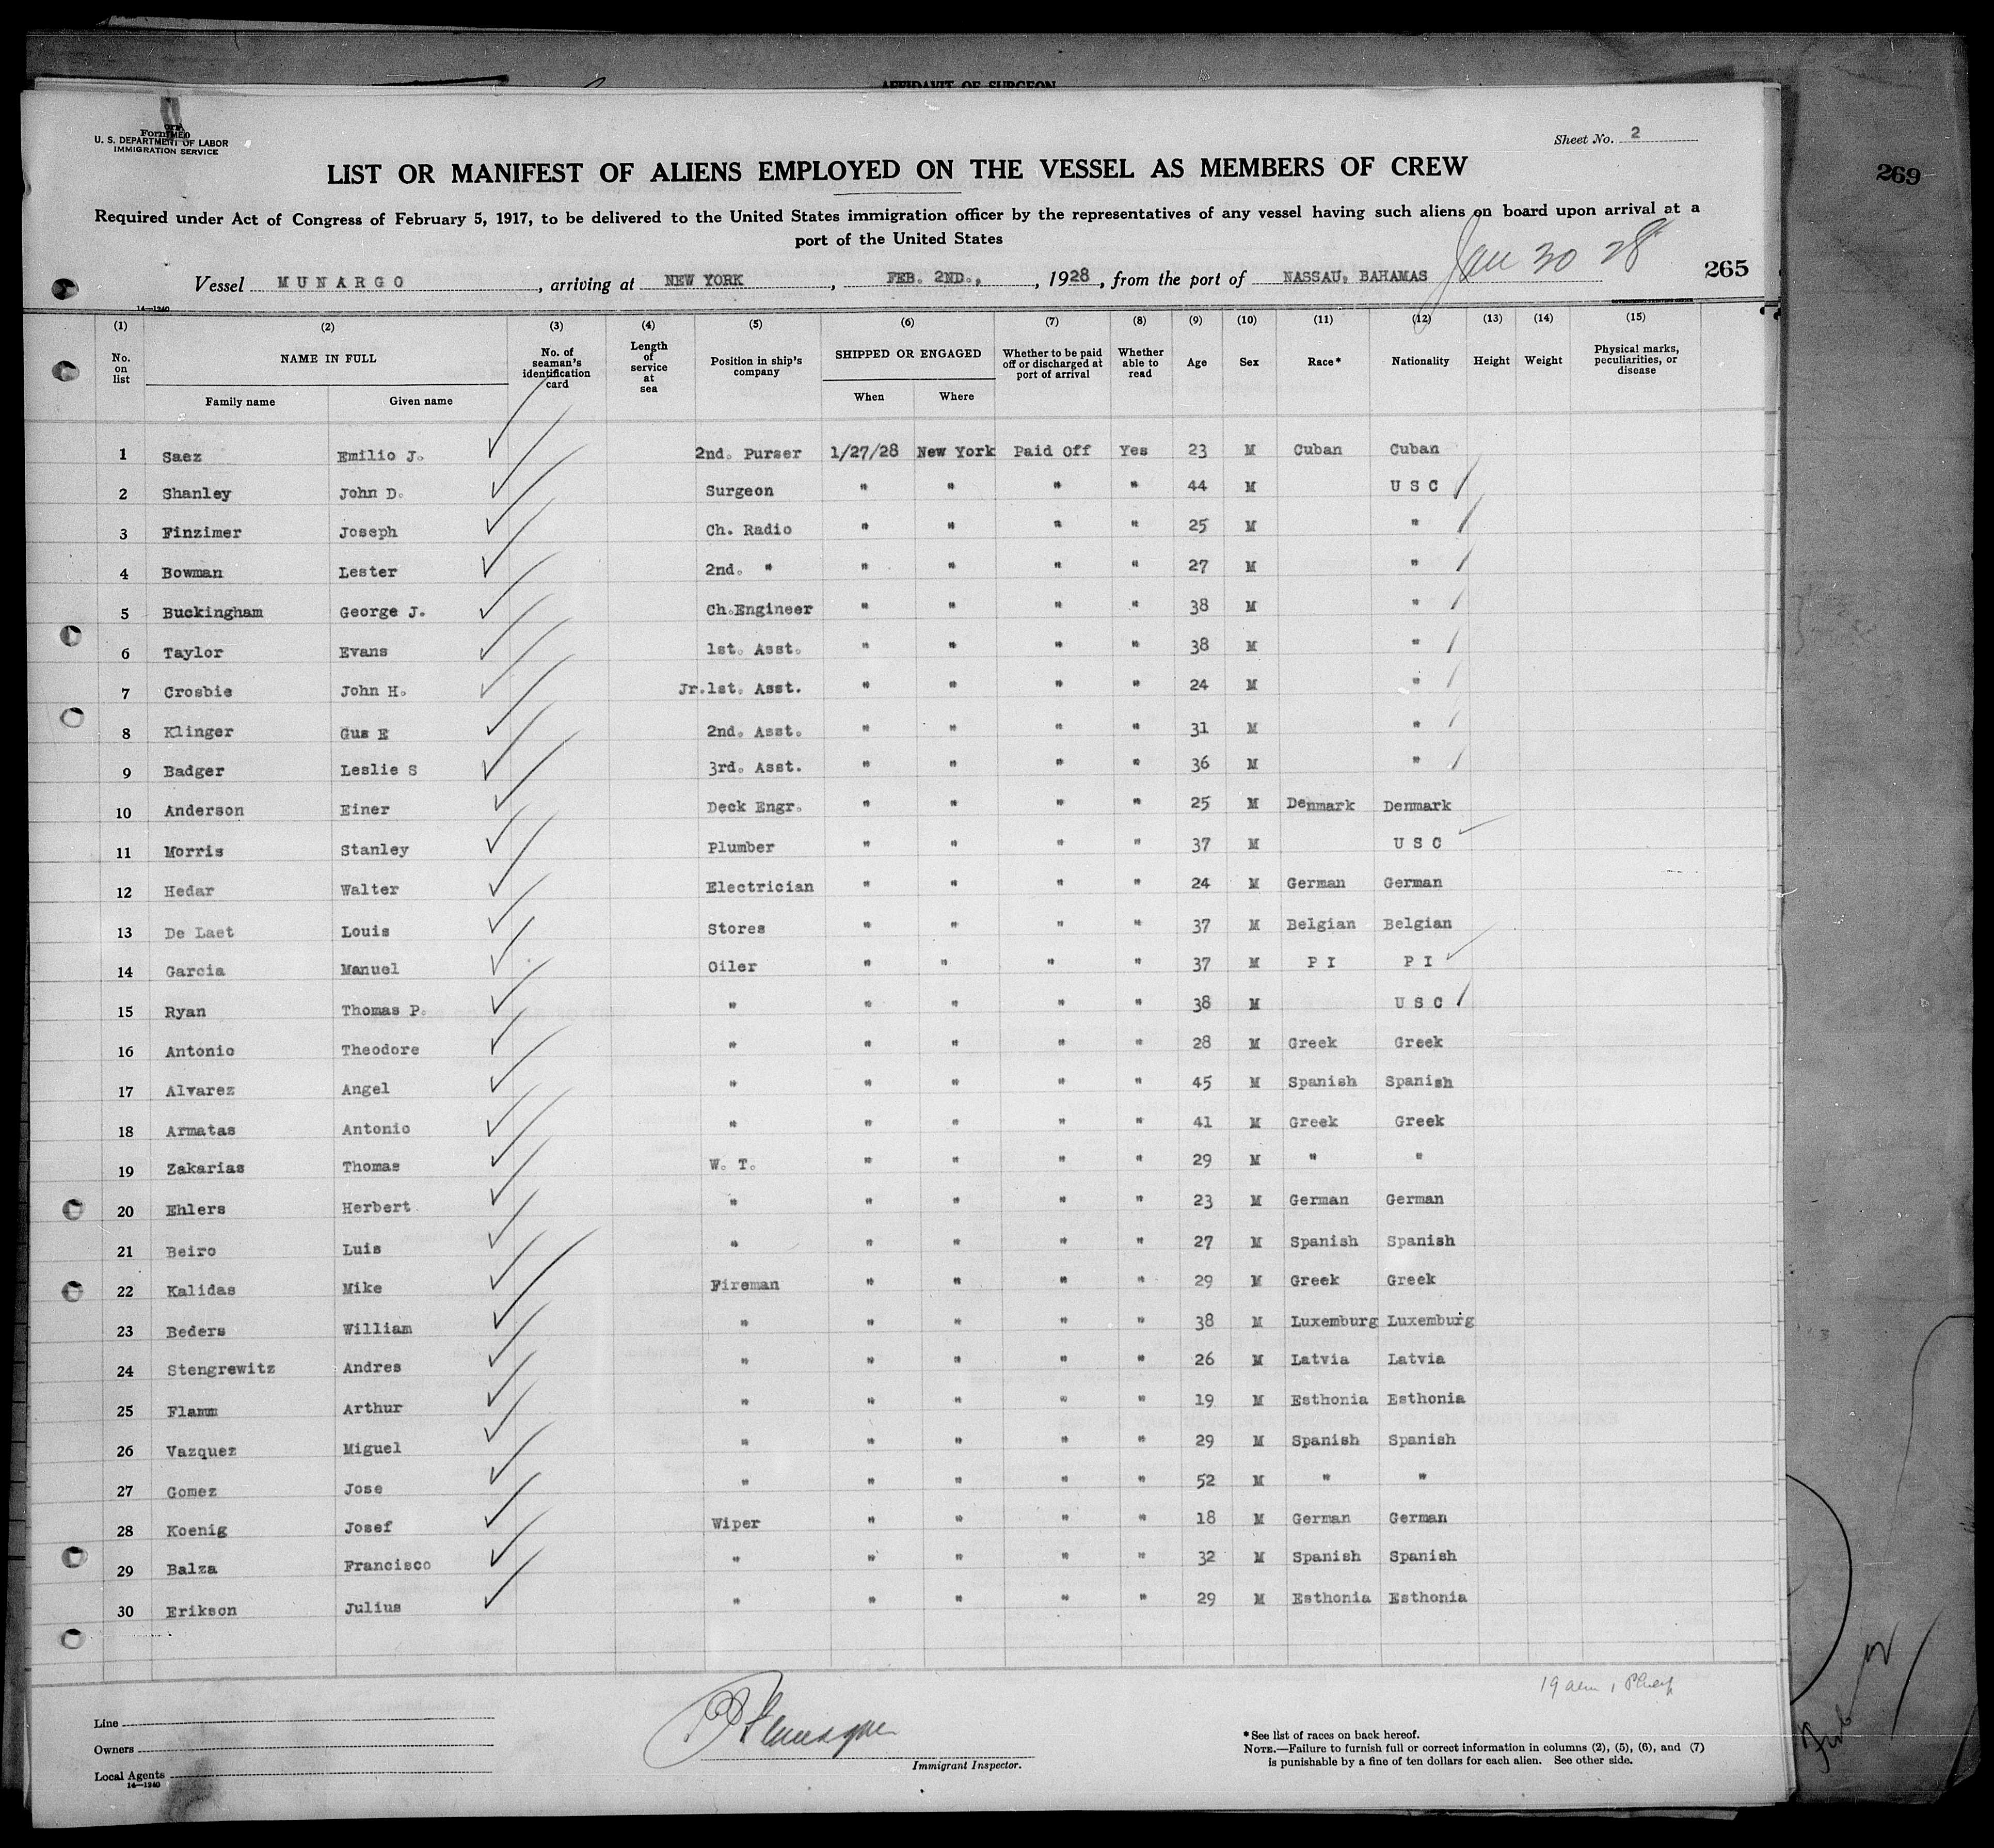 AFFIDAVIT OF SURGEON
Form
U. S. DEPARTMENT OF LABOR
IMMIGRATION SERVICE
Sheet No. 2
LIST OR MANIFEST OF ALIENS EMPLOYED ON THE VESSEL AS MEMBERS OF CREW
269
Required under Act of Congress of February 5, 1917, to be delivered to the United States immigration officer by the representatives of any vessel having such aliens on board upon arrival at a
port of the United States
Jan 30 28
Vessel MUNARGO, arriving at NEW YORK, FEB. 2ND., , 1928, from the port of NASSAU, BAHAMAS
265
14—1240
(1) (2) (3) (4) (5) (6) (7) (8) (9) (10) (11) (12) (13) (14) (15)
No. on list NAME IN FULL Family name Given name No. of seaman's identification card Length of service at sea Position in ship's company SHIPPED OR ENGAGED When Where Whether to be paid off or discharged at port of arrival Whether able to read Age Sex Race* Nationality Height Weight Physical marks, peculiarities, or disease
1 Saez Emilio J. 2nd. Purser 1/27/28 New York Paid Off Yes 23 M Cuban Cuban
2 Shanley John D. Surgeon " " " " 44 M U S C
3 Finzimer Joseph Ch. Radio " " " " 25 M "
4 Bowman Lester 2nd. " " " " " 27 M "
5 Buckingham George J. Ch.Engineer " " " " 38 M "
6 Taylor Evans 1st. Asst. " " " " 38 M "
7 Crosbie John H. Jr.1st. Asst. " " " " 24 M "
8 Klinger Gus E 2nd. Asst. " " " " 31 M "
9 Badger Leslie S 3rd. Asst. " " " " 36 M "
10 Anderson Einer Deck Engr. " " " " 25 M Denmark Denmark
11 Morris Stanley Plumber " " " " 37 M U S C
12 Hedar Walter Electrician " " " " 24 M German German
13 De Laet Louis Stores " " " " 37 M Belgian Belgian
14 Garcia Manuel Oiler " " " " 37 M P I P I
15 Ryan Thomas P. " " " " " 38 M U S C
16 Antonio Theodore " " " " " 28 M Greek Greek
17 Alvarez Angel " " " " " 45 M Spanish Spanish
18 Armatas Antonio " " " " " 41 M Greek Greek
19 Zakarias Thomas W. T. " " " " 29 M " "
20 Ehlers Herbert " " " " " 23 M German German
21 Beiro Luis " " " " " 27 M Spanish Spanish
22 Kalidas Mike Fireman " " " " 29 M Greek Greek
23 Beders William " " " " " 38 M Luxemburg Luxemburg
24 Stengrewitz Andres " " " " " 26 M Latvia Latvia
25 Flamm Arthur " " " " " 19 M Esthonia Esthonia
26 Vazquez Miguel " " " " " 29 M Spanish Spanish
27 Gomez Jose " " " " " 52 M " "
28 Koenig Josef Wiper " " " " 18 M German German
29 Balza Francisco " " " " " 32 M Spanish Spanish
30 Erikson Julius " " " " " 29 M Esthonia Esthonia
19
Line
Owners
Local Agents
14—1240
Immigrant Inspector.
*See list of races on back hereof.
NOTE.—Failure to furnish full or correct information in columns (2), (5), (6), and (7)
is punishable by a fine of ten dollars for each alien. See other side.